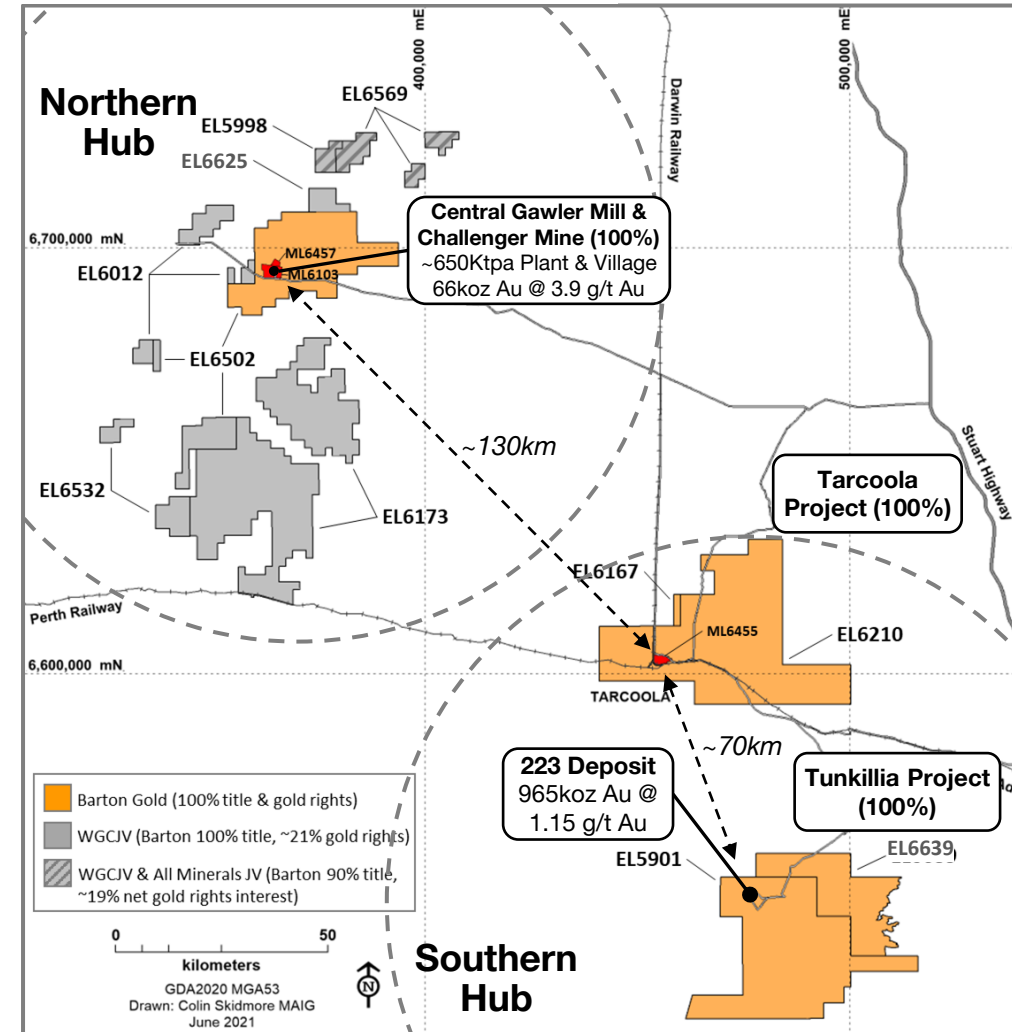 400,000 mE
500,000 mE
Northern
Hub
EL6569
EL5998
EL6625
Darwin Railway
Central Gawler Mill &
Challenger Mine (100%)
~650Ktpa Plant & Village
66koz Au @ 3.9 g/t Au
6,700,000 mN
ML6457
ML6103
EL6012
EL6502
~130km
Stuart Highway
Tarcoola
Project (100%)
EL6532
EL6173
EL6167
Perth Railway
ML6455
EL6210
6,600,000 mN
TARCOOLA
~70km
223 Deposit
965koz Au @
1.15 g/t Au
Tunkillia Project
(100%)
EL5901
EL6639
Barton Gold (100% title & gold rights)
WGCJV (Barton 100% title, ~21% gold rights)
WGCJV & All Minerals JV (Barton 90% title,
~19% net gold rights interest)
0 50
kilometers
GDA2020 MGA53
Drawn: Colin Skidmore MAIG
June 2021
N
Southern
Hub